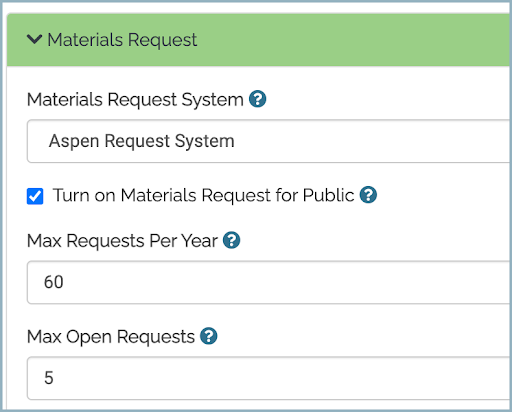 Materials Request
Materials Request System ?
Aspen Request System
Turn on Materials Request for Public ?
Max Requests Per Year ?
60
Max Open Requests ?
5